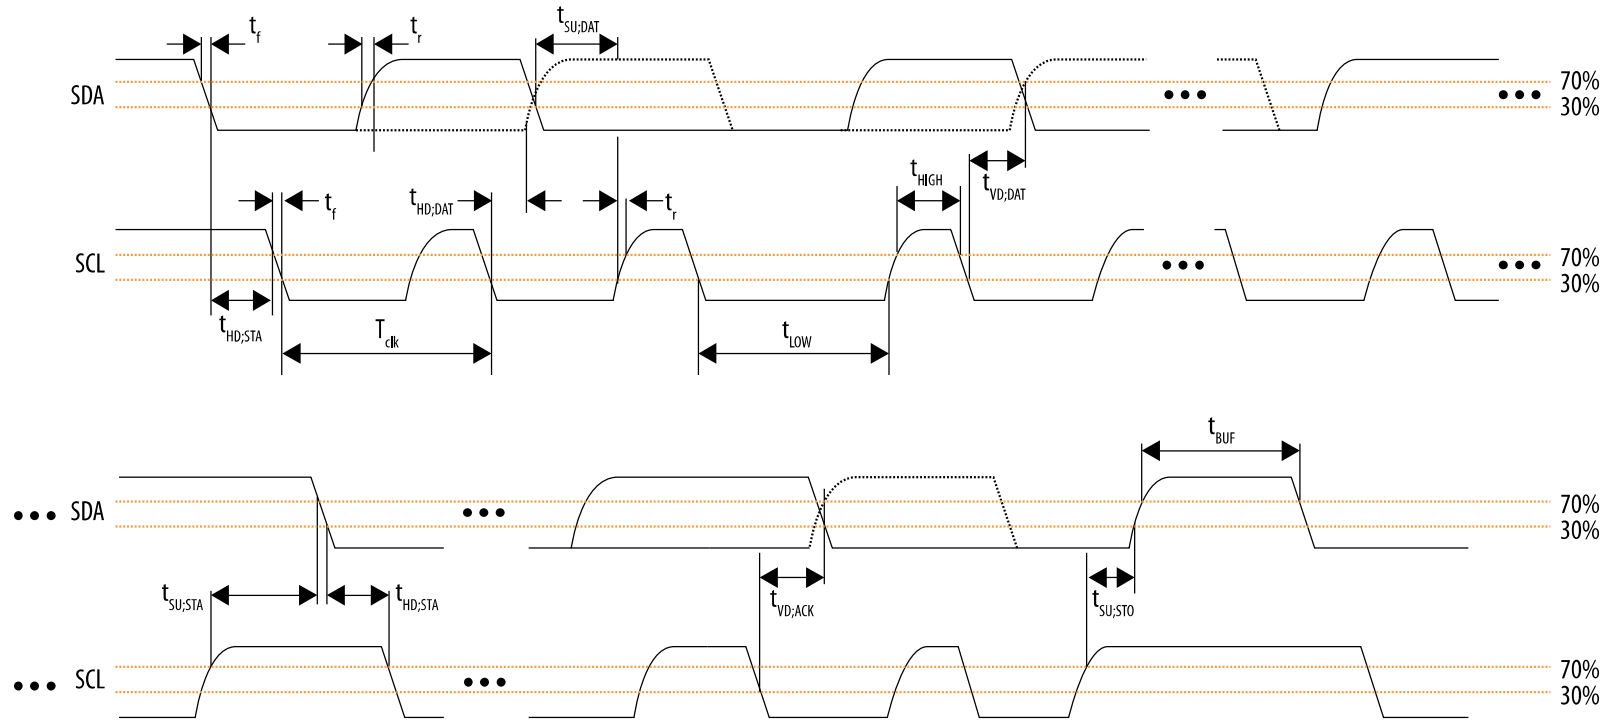 t_f
t_r
t_SU;DAT
SDA
70%
30%
t_f
t_HD;DAT
t_r
t_HIGH
t_VD;DAT
SCL
70%
30%
t_HD;STA
T_clk
t_LOW
t_BUF
SDA
70%
30%
t_SU;STA
t_HD;STA
t_VD;ACK
t_SU;STO
SCL
70%
30%